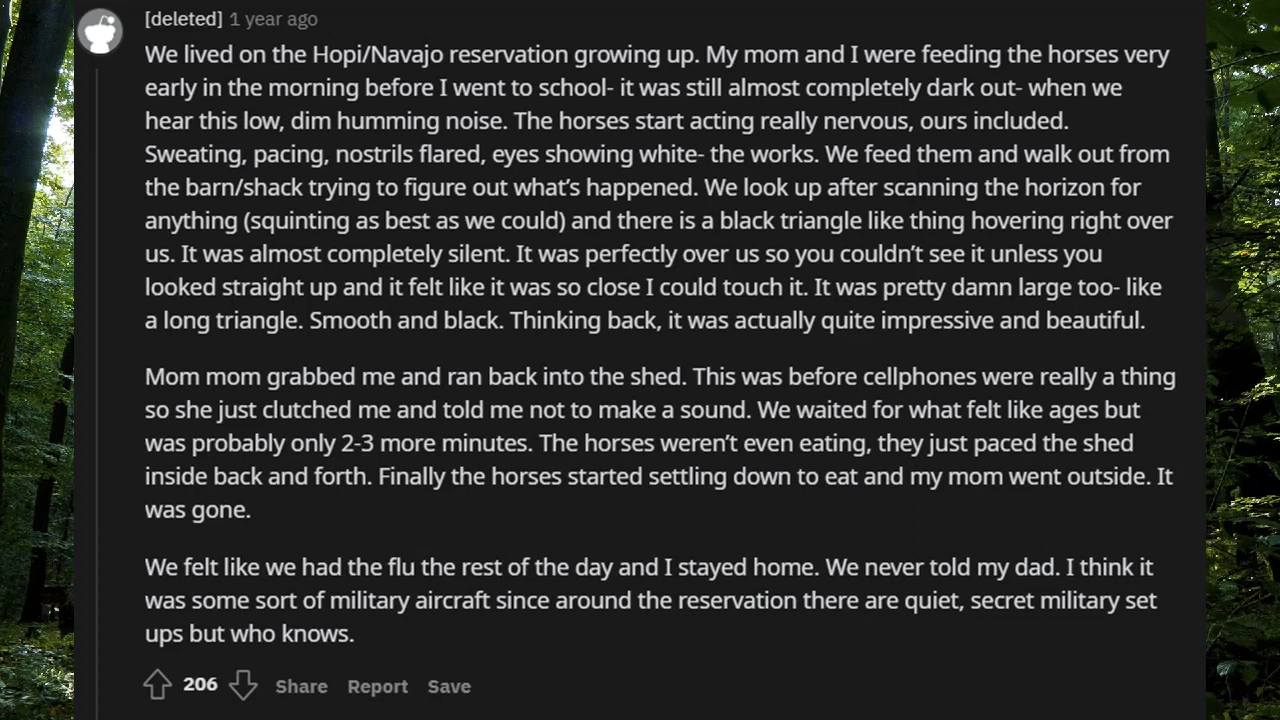 [deleted] 1 year ago
We lived on the Hopi/Navajo reservation growing up. My mom and I were feeding the horses very
early in the morning before I went to school- it was still almost completely dark out- when we
hear this low, dim humming noise. The horses start acting really nervous, ours included.
Sweating, pacing, nostrils flared, eyes showing white- the works. We feed them and walk out from
the barn/shack trying to figure out what’s happened. We look up after scanning the horizon for
anything (squinting as best as we could) and there is a black triangle like thing hovering right over
us. It was almost completely silent. It was perfectly over us so you couldn’t see it unless you
looked straight up and it felt like it was so close I could touch it. It was pretty damn large too- like
a long triangle. Smooth and black. Thinking back, it was actually quite impressive and beautiful.
Mom mom grabbed me and ran back into the shed. This was before cellphones were really a thing
so she just clutched me and told me not to make a sound. We waited for what felt like ages but
was probably only 2-3 more minutes. The horses weren’t even eating, they just paced the shed
inside back and forth. Finally the horses started settling down to eat and my mom went outside. It
was gone.
We felt like we had the flu the rest of the day and I stayed home. We never told my dad. I think it
was some sort of military aircraft since around the reservation there are quiet, secret military set
ups but who knows.
206 Share Report Save